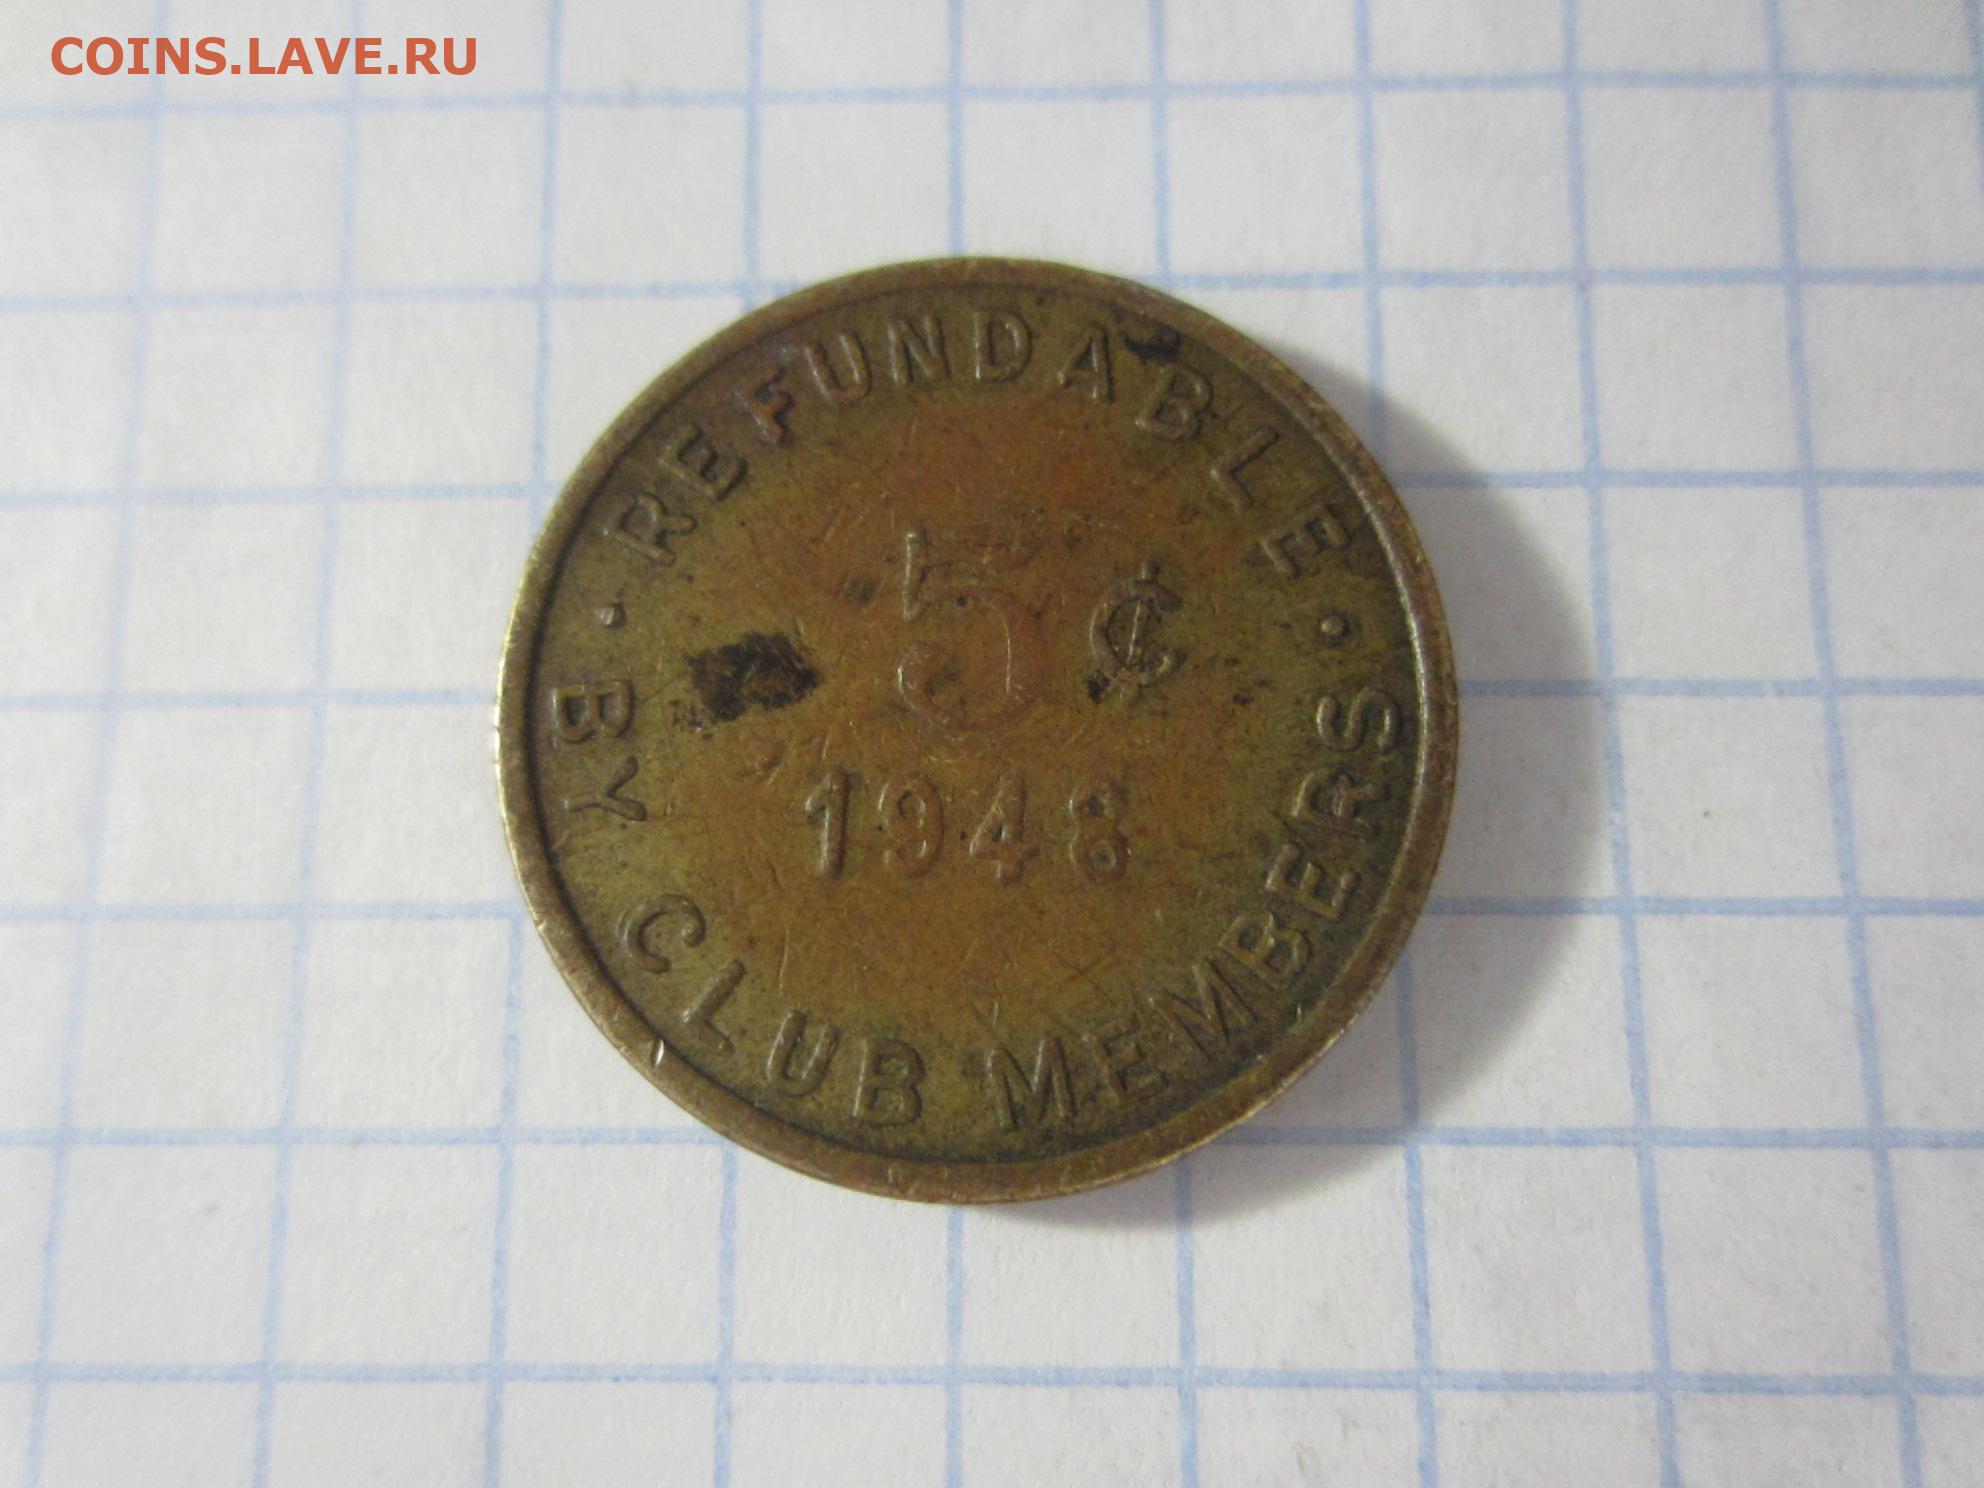 COINS.LAVE.RU
· REFUNDABLE ·
5 ¢
1948
BY CLUB MEMBERS